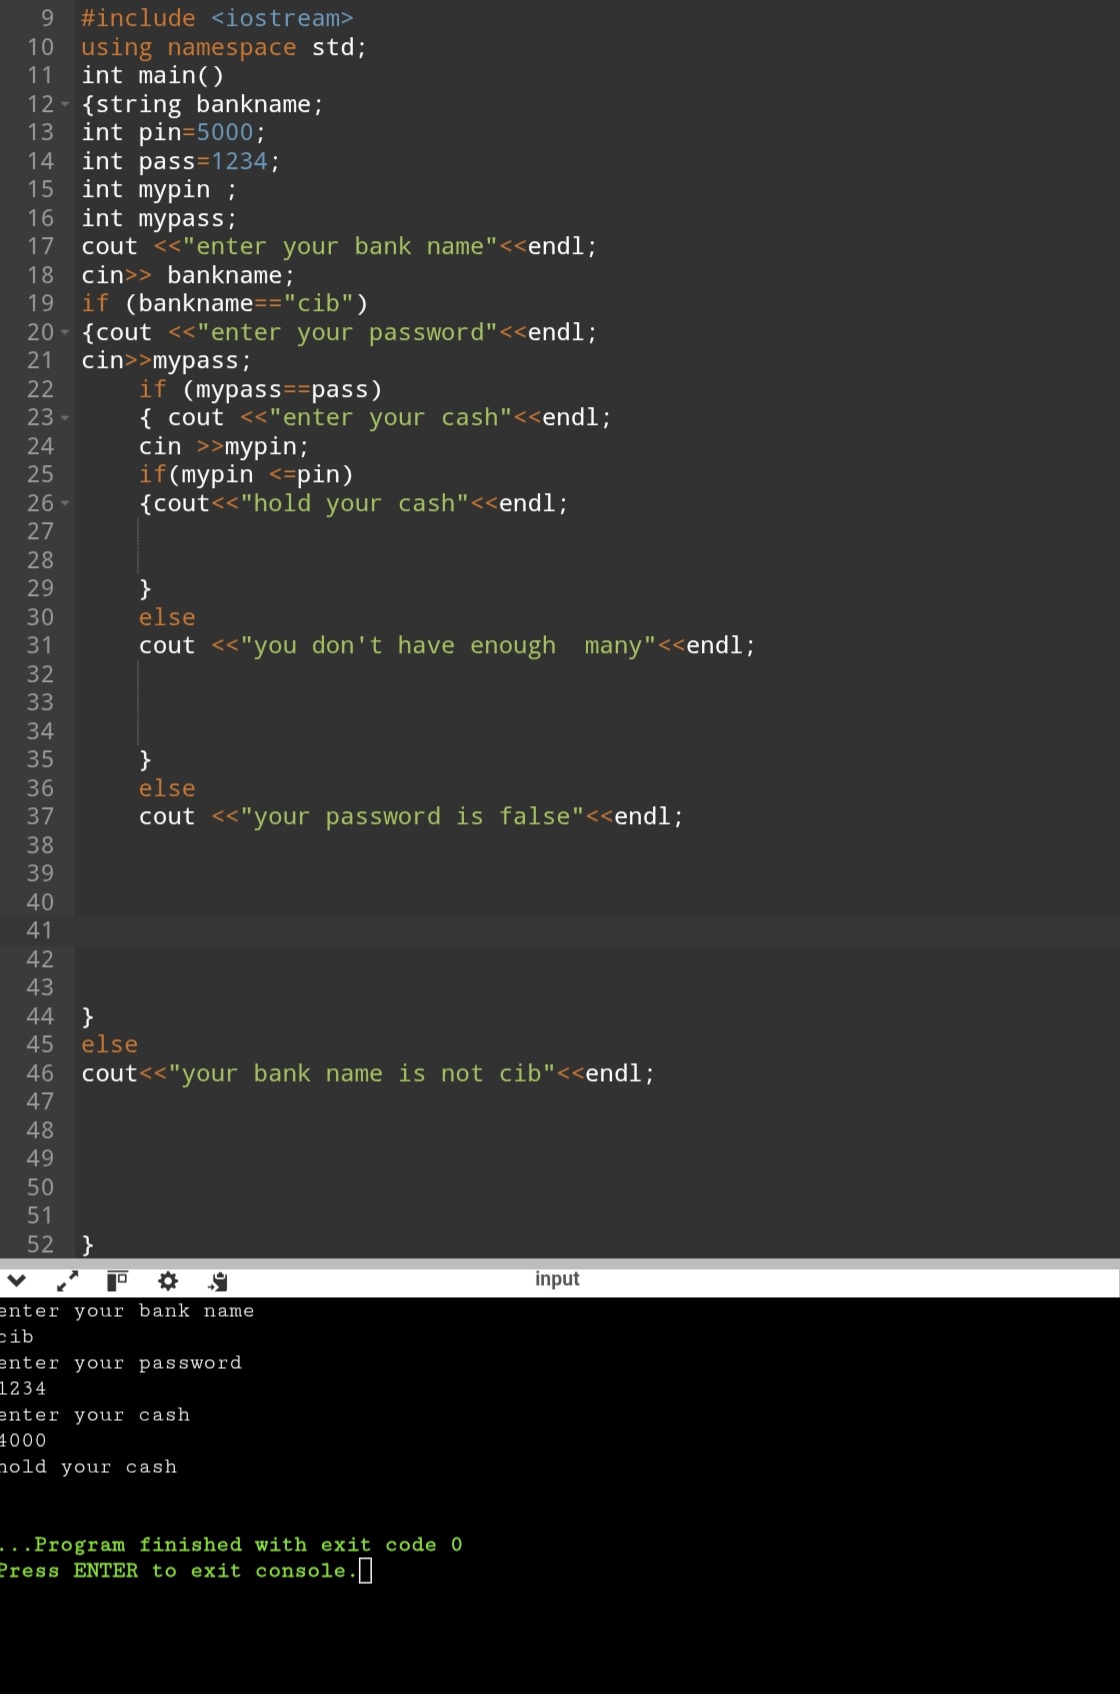 9 #include <iostream>
10 using namespace std;
11 int main()
12 {string bankname;
13 int pin=5000;
14 int pass=1234;
15 int mypin ;
16 int mypass;
17 cout <<"enter your bank name"<<endl;
18 cin>> bankname;
19 if (bankname=="cib")
20 {cout <<"enter your password"<<endl;
21 cin>>mypass;
22 if (mypass==pass)
23 { cout <<"enter your cash"<<endl;
24 cin >>mypin;
25 if(mypin <=pin)
26 {cout<<"hold your cash"<<endl;
27
28
29 }
30 else
31 cout <<"you don't have enough  many"<<endl;
32
33
34
35 }
36 else
37 cout <<"your password is false"<<endl;
38
39
40
41
42
43
44 }
45 else
46 cout<<"your bank name is not cib"<<endl;
47
48
49
50
51
52 }
input
enter your bank name
cib
enter your password
1234
enter your cash
4000
hold your cash
...Program finished with exit code 0
Press ENTER to exit console.